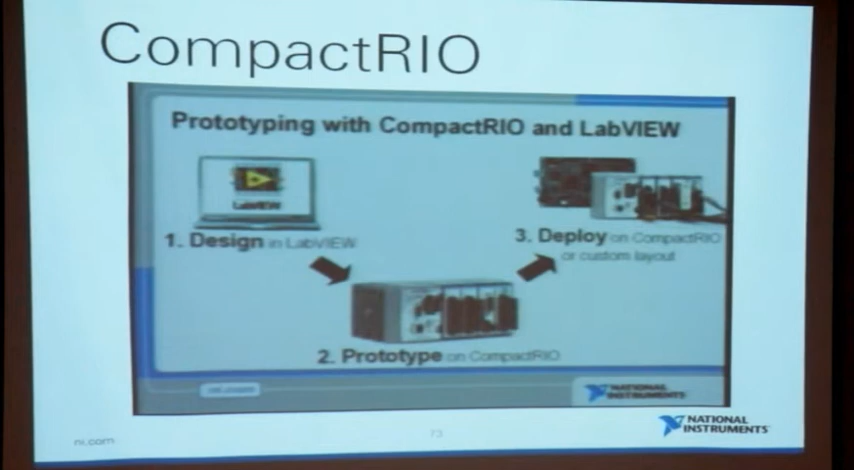 CompactRIO
Prototyping with CompactRIO and LabVIEW
LabVIEW
1. Design in LabVIEW
3. Deploy on CompactRIO
or custom layout
2. Prototype on CompactRIO
NATIONAL
INSTRUMENTS
ni.com
73
NATIONAL
INSTRUMENTS